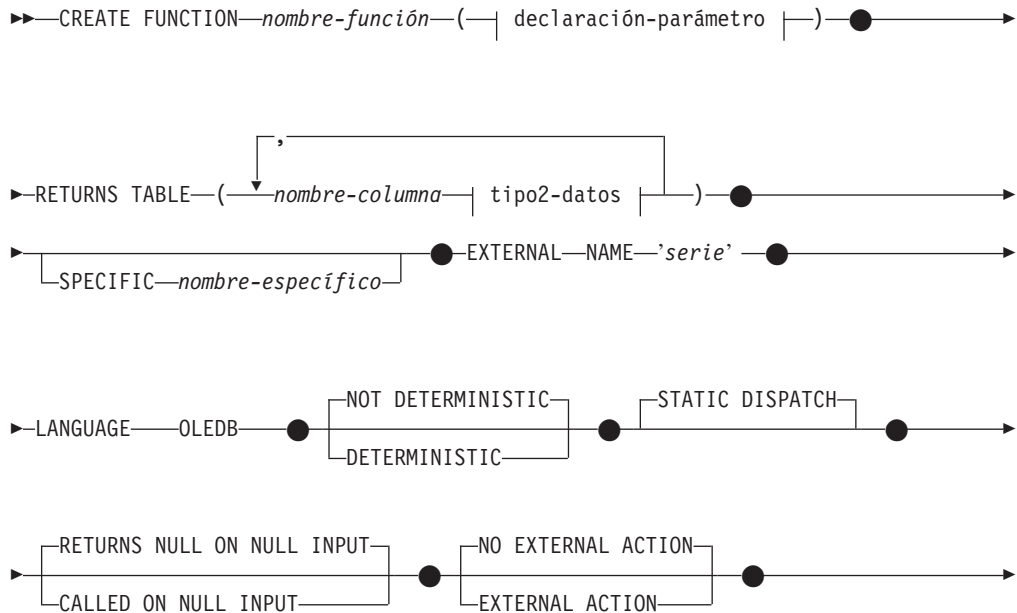 CREATE FUNCTION nombre-función ( declaración-parámetro )
,
RETURNS TABLE ( nombre-columna tipo2-datos )
EXTERNAL NAME ’serie’
SPECIFIC nombre-específico
NOT DETERMINISTIC STATIC DISPATCH
LANGUAGE OLEDB
DETERMINISTIC
RETURNS NULL ON NULL INPUT NO EXTERNAL ACTION
CALLED ON NULL INPUT EXTERNAL ACTION